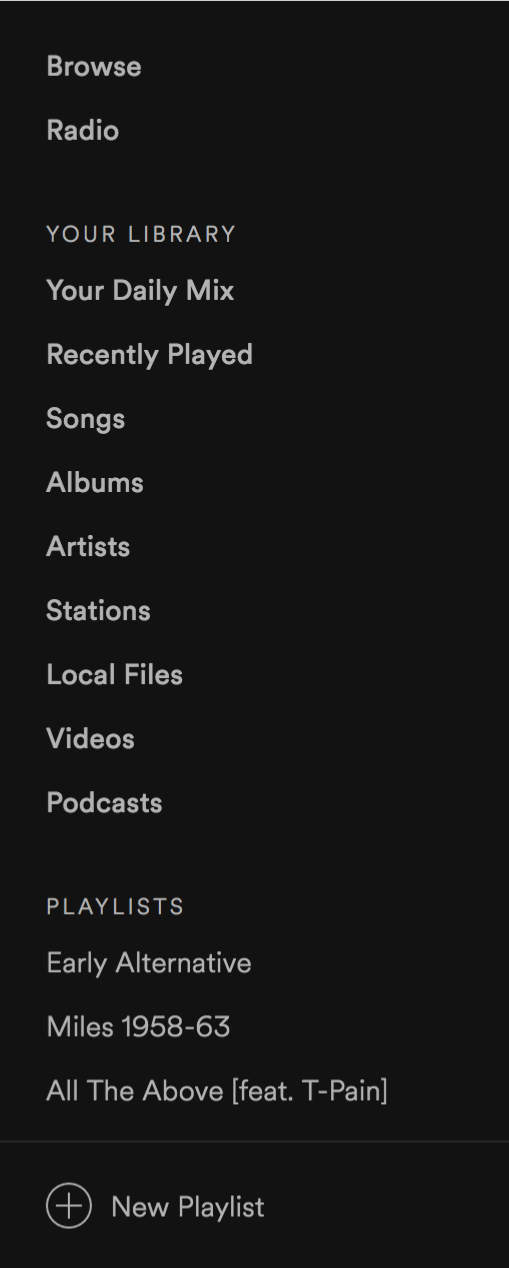 Browse
Radio
YOUR LIBRARY
Your Daily Mix
Recently Played
Songs
Albums
Artists
Stations
Local Files
Videos
Podcasts
PLAYLISTS
Early Alternative
Miles 1958-63
All The Above [feat. T-Pain]
New Playlist